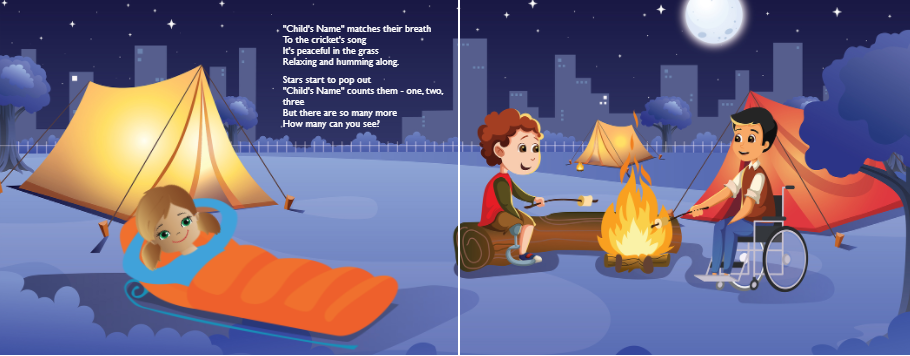 "Child's Name" matches their breath
To the cricket's song
It's peaceful in the grass
Relaxing and humming along.
Stars start to pop out
"Child's Name" counts them - one, two,
three
But there are so many more
How many can you see?